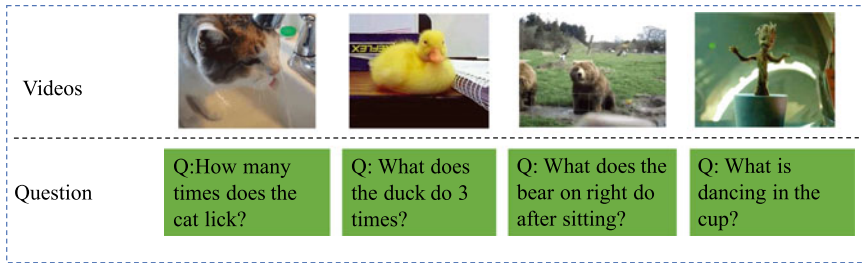 Videos
REFLEX
Question
Q:How many
times does the
cat lick?
Q: What does
the duck do 3
times?
Q: What does the
bear on right do
after sitting?
Q: What is
dancing in the
cup?